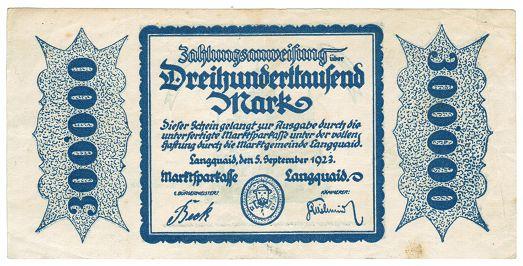 300'000
Zahlungsanweisung über
Dreihunderttausend
Mark
Dieser Schein gelangt zur Ausgabe durch die
unterfertigte Marktsparkasse unter der vollen
Haftung durch die Marktgemeinde Langquaid.
Langquaid, den 5. September 1923.
Marktsparkasse Langquaid.
I. BÜRGERMEISTER: KÄMMERER:
Beck
300'000